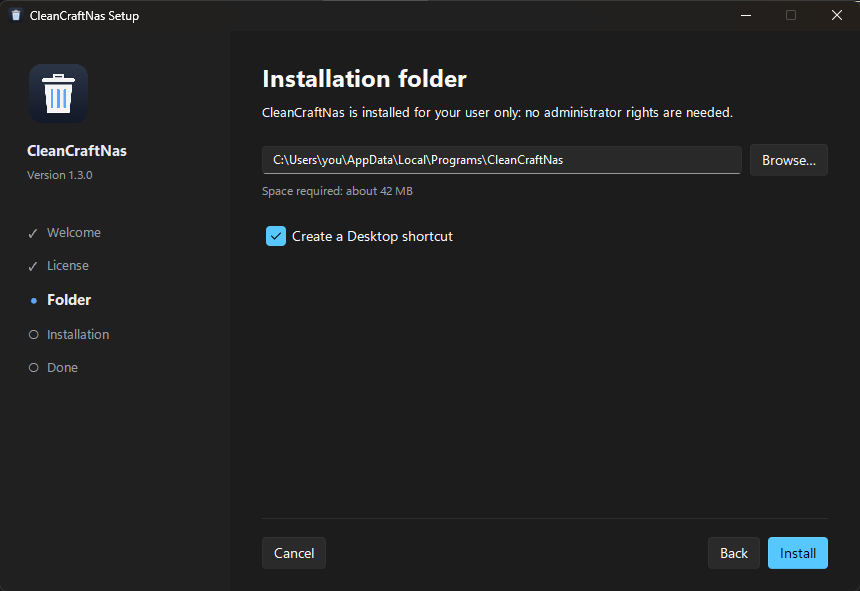 CleanCraftNas Setup
CleanCraftNas
Version 1.3.0
Welcome
License
Folder
Installation
Done
Installation folder
CleanCraftNas is installed for your user only: no administrator rights are needed.
C:\Users\you\AppData\Local\Programs\CleanCraftNas
Browse...
Space required: about 42 MB
Create a Desktop shortcut
Cancel
Back
Install